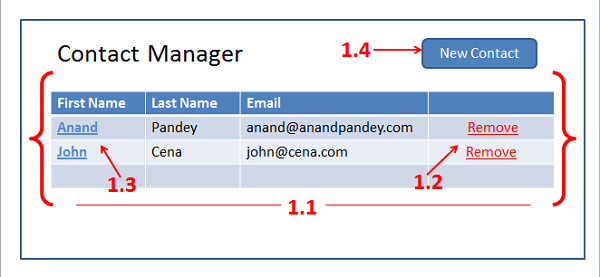 Contact Manager
1.4
New Contact
First Name Last Name Email
Anand Pandey anand@anandpandey.com Remove
John Cena john@cena.com Remove
1.3
1.2
1.1